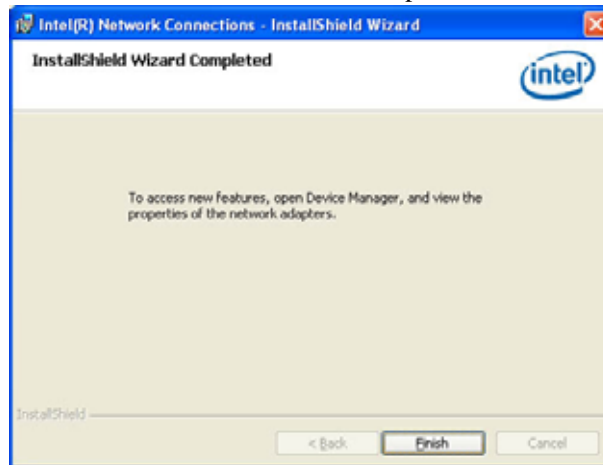 Intel(R) Network Connections - InstallShield Wizard
InstallShield Wizard Completed
intel
To access new features, open Device Manager, and view the
properties of the network adapters.
InstallShield
< Back
Finish
Cancel